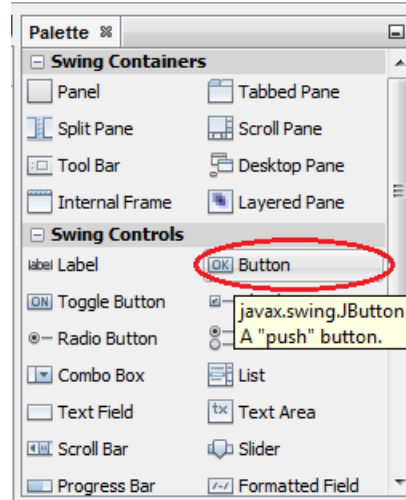 Palette
Swing Containers
Panel Tabbed Pane
Split Pane Scroll Pane
Tool Bar Desktop Pane
Internal Frame Layered Pane
Swing Controls
label Label OK Button
ON Toggle Button
javax.swing.JButton
Radio Button A "push" button.
Combo Box List
Text Field tx Text Area
Scroll Bar Slider
Progress Bar Formatted Field